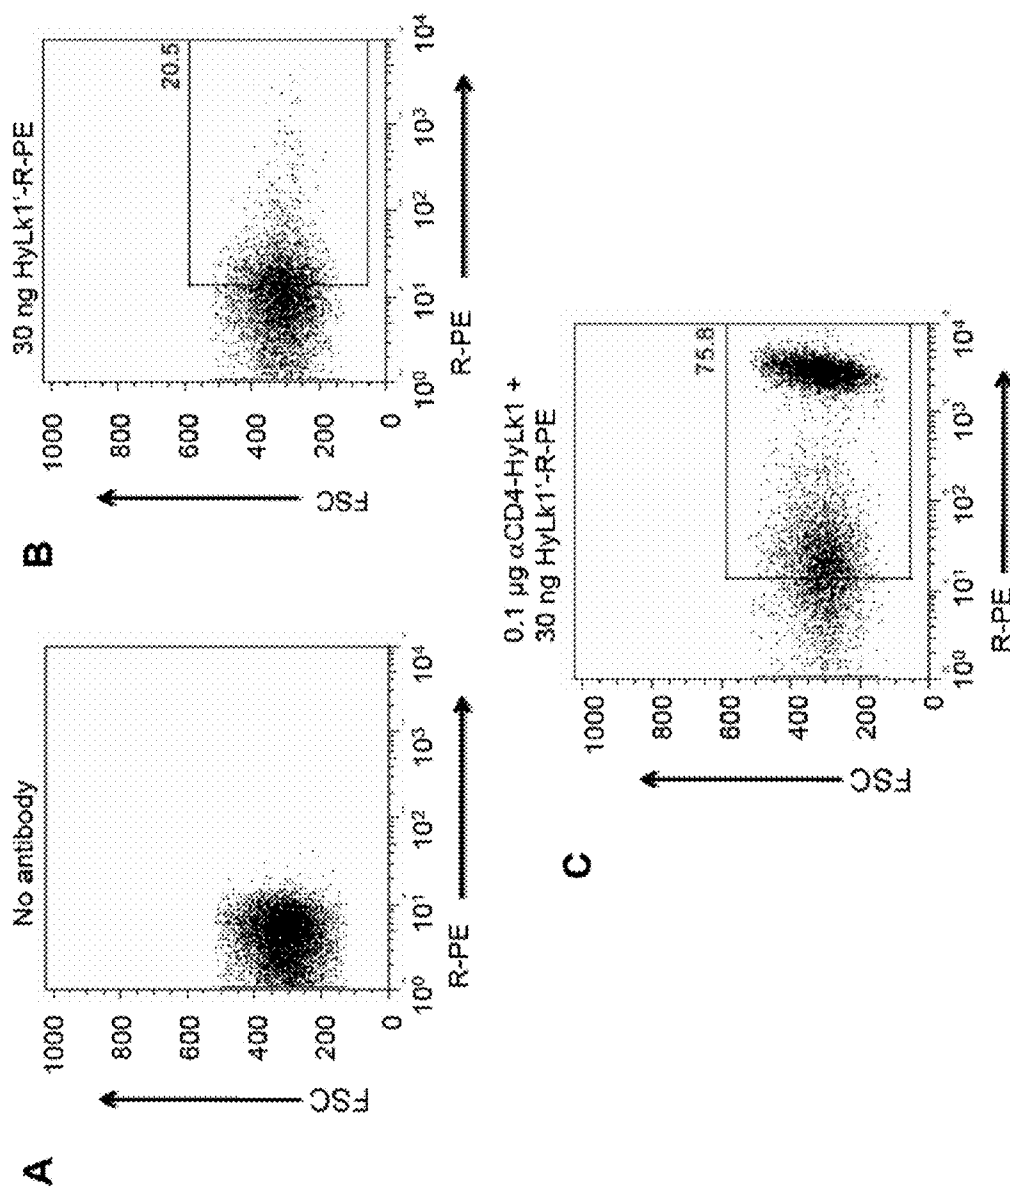 A
No antibody
1000
800
600
400
200
0
FSC
10⁰ 10¹ 10² 10³ 10⁴
R-PE
B
30 ng HyLk1'-R-PE
20.5
1000
800
600
400
200
0
FSC
10⁰ 10¹ 10² 10³ 10⁴
R-PE
C
0.1 µg αCD4-HyLk1 +
30 ng HyLk1'-R-PE
75.8
1000
800
600
400
200
0
FSC
10⁰ 10¹ 10² 10³ 10⁴
R-PE